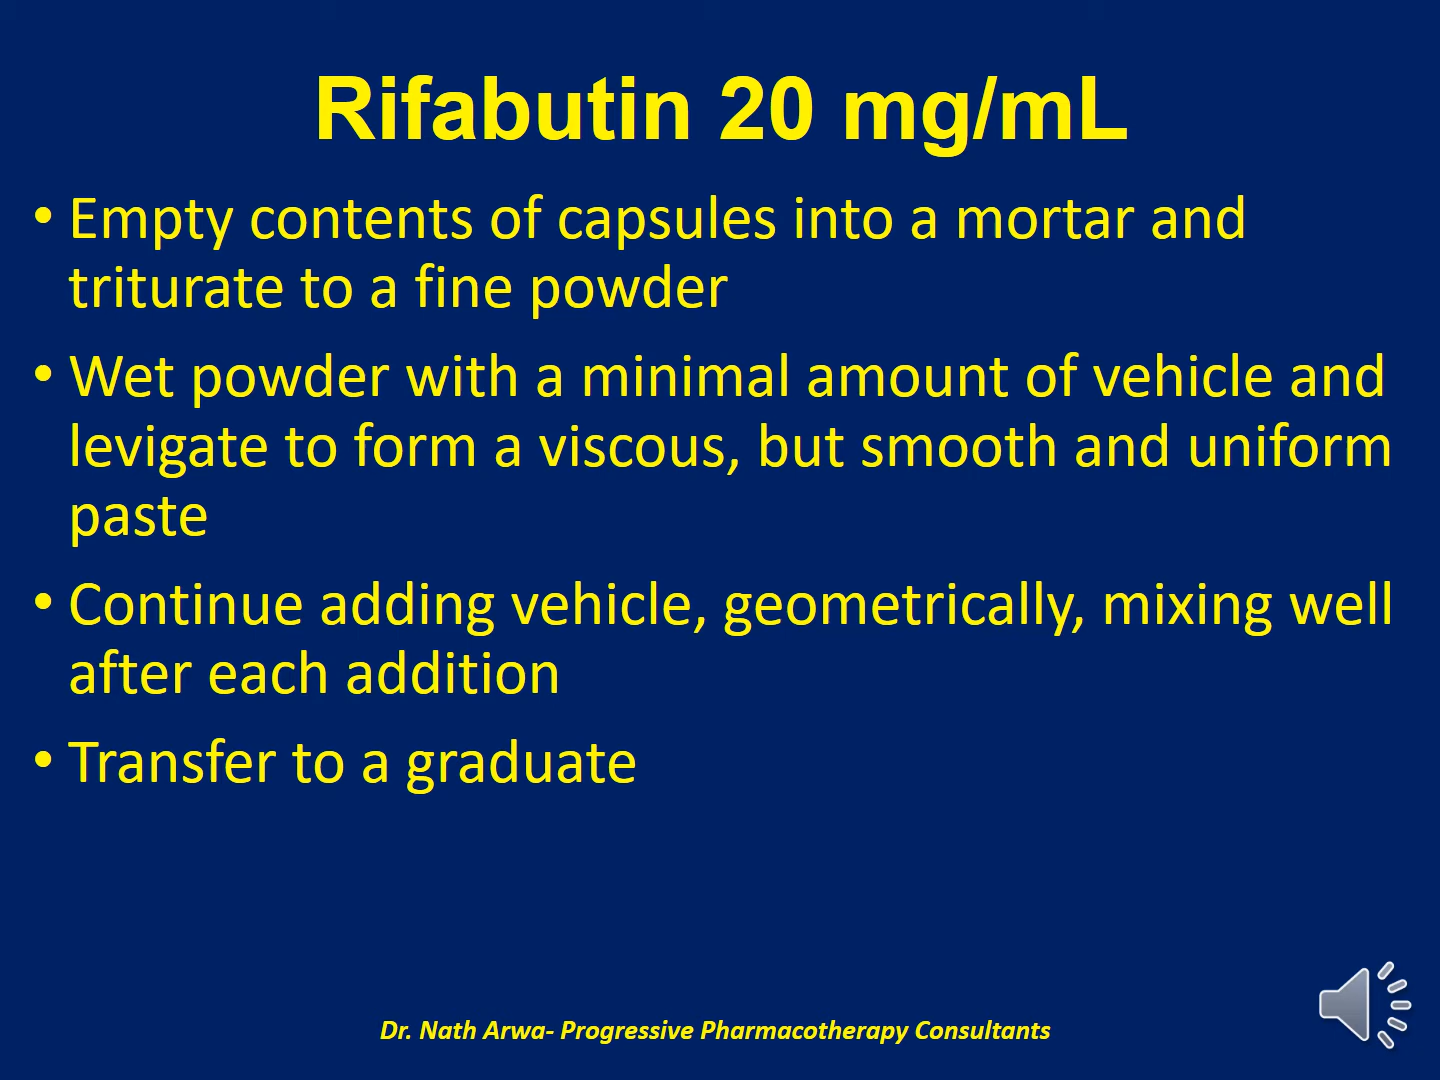 Rifabutin 20 mg/mL
• Empty contents of capsules into a mortar and
triturate to a fine powder
• Wet powder with a minimal amount of vehicle and
levigate to form a viscous, but smooth and uniform
paste
• Continue adding vehicle, geometrically, mixing well
after each addition
• Transfer to a graduate
Dr. Nath Arwa- Progressive Pharmacotherapy Consultants